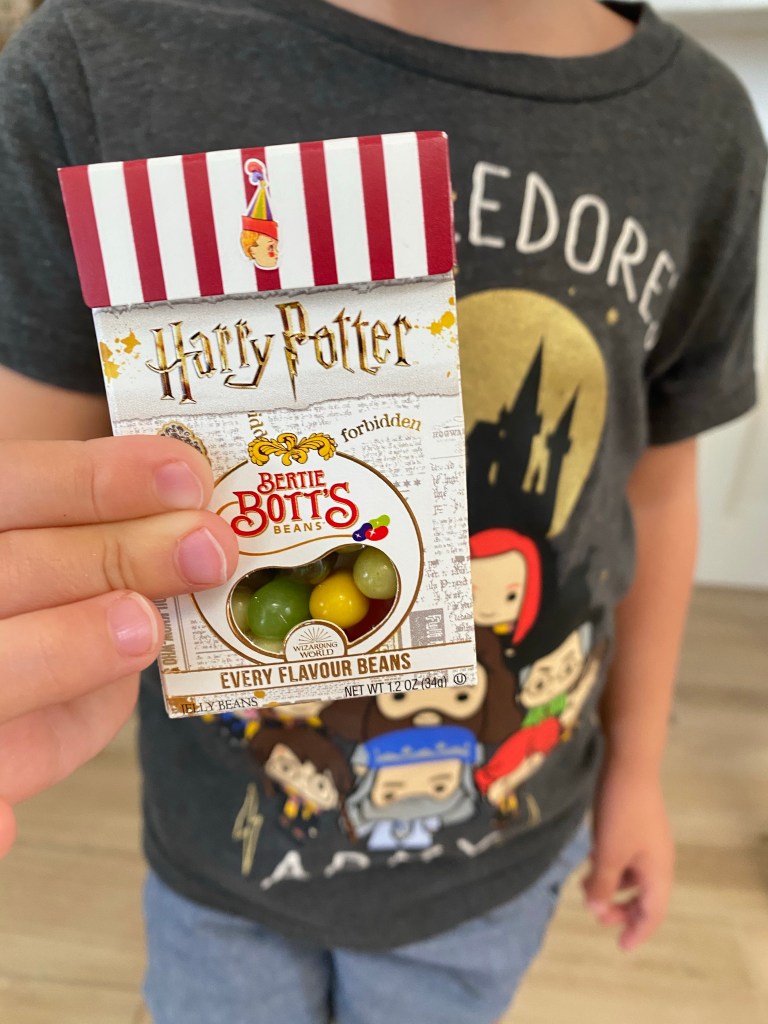 EDORE'
Harry Potter
forbidden
BERTIE
BOTT'S
BEANS
WIZARDING
WORLD
EVERY FLAVOUR BEANS
NET WT 1.2 OZ (34g) U
JELLY BEANS
ARMY